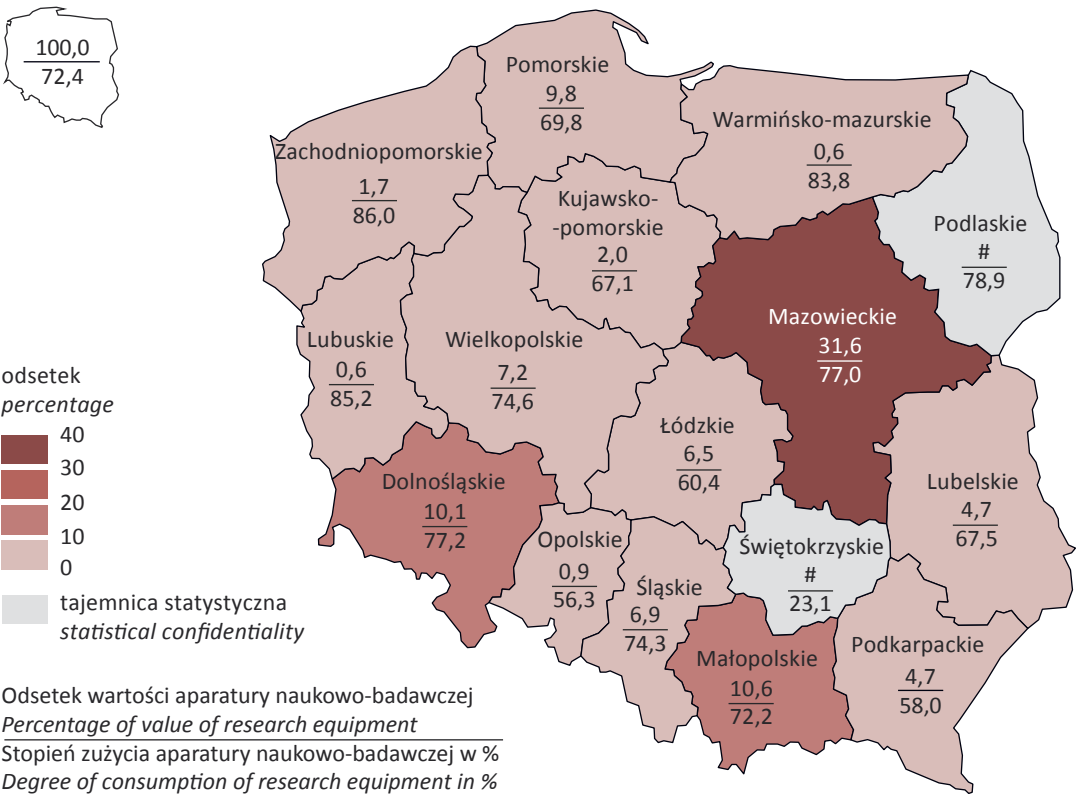 100,0
72,4
Pomorskie
9,8
69,8
Warmińsko-mazurskie
0,6
83,8
Zachodniopomorskie
1,7
86,0
Kujawsko-
-pomorskie
2,0
67,1
Podlaskie
#
78,9
Mazowieckie
31,6
77,0
Lubuskie
0,6
85,2
Wielkopolskie
7,2
74,6
Łódzkie
6,5
60,4
Dolnośląskie
10,1
77,2
Lubelskie
4,7
67,5
Opolskie
0,9
56,3
Śląskie
6,9
74,3
Świętokrzyskie
#
23,1
Małopolskie
10,6
72,2
Podkarpackie
4,7
58,0
odsetek
percentage
40
30
20
10
0
tajemnica statystyczna
statistical confidentiality
Odsetek wartości aparatury naukowo-badawczej
Percentage of value of research equipment
Stopień zużycia aparatury naukowo-badawczej w %
Degree of consumption of research equipment in %